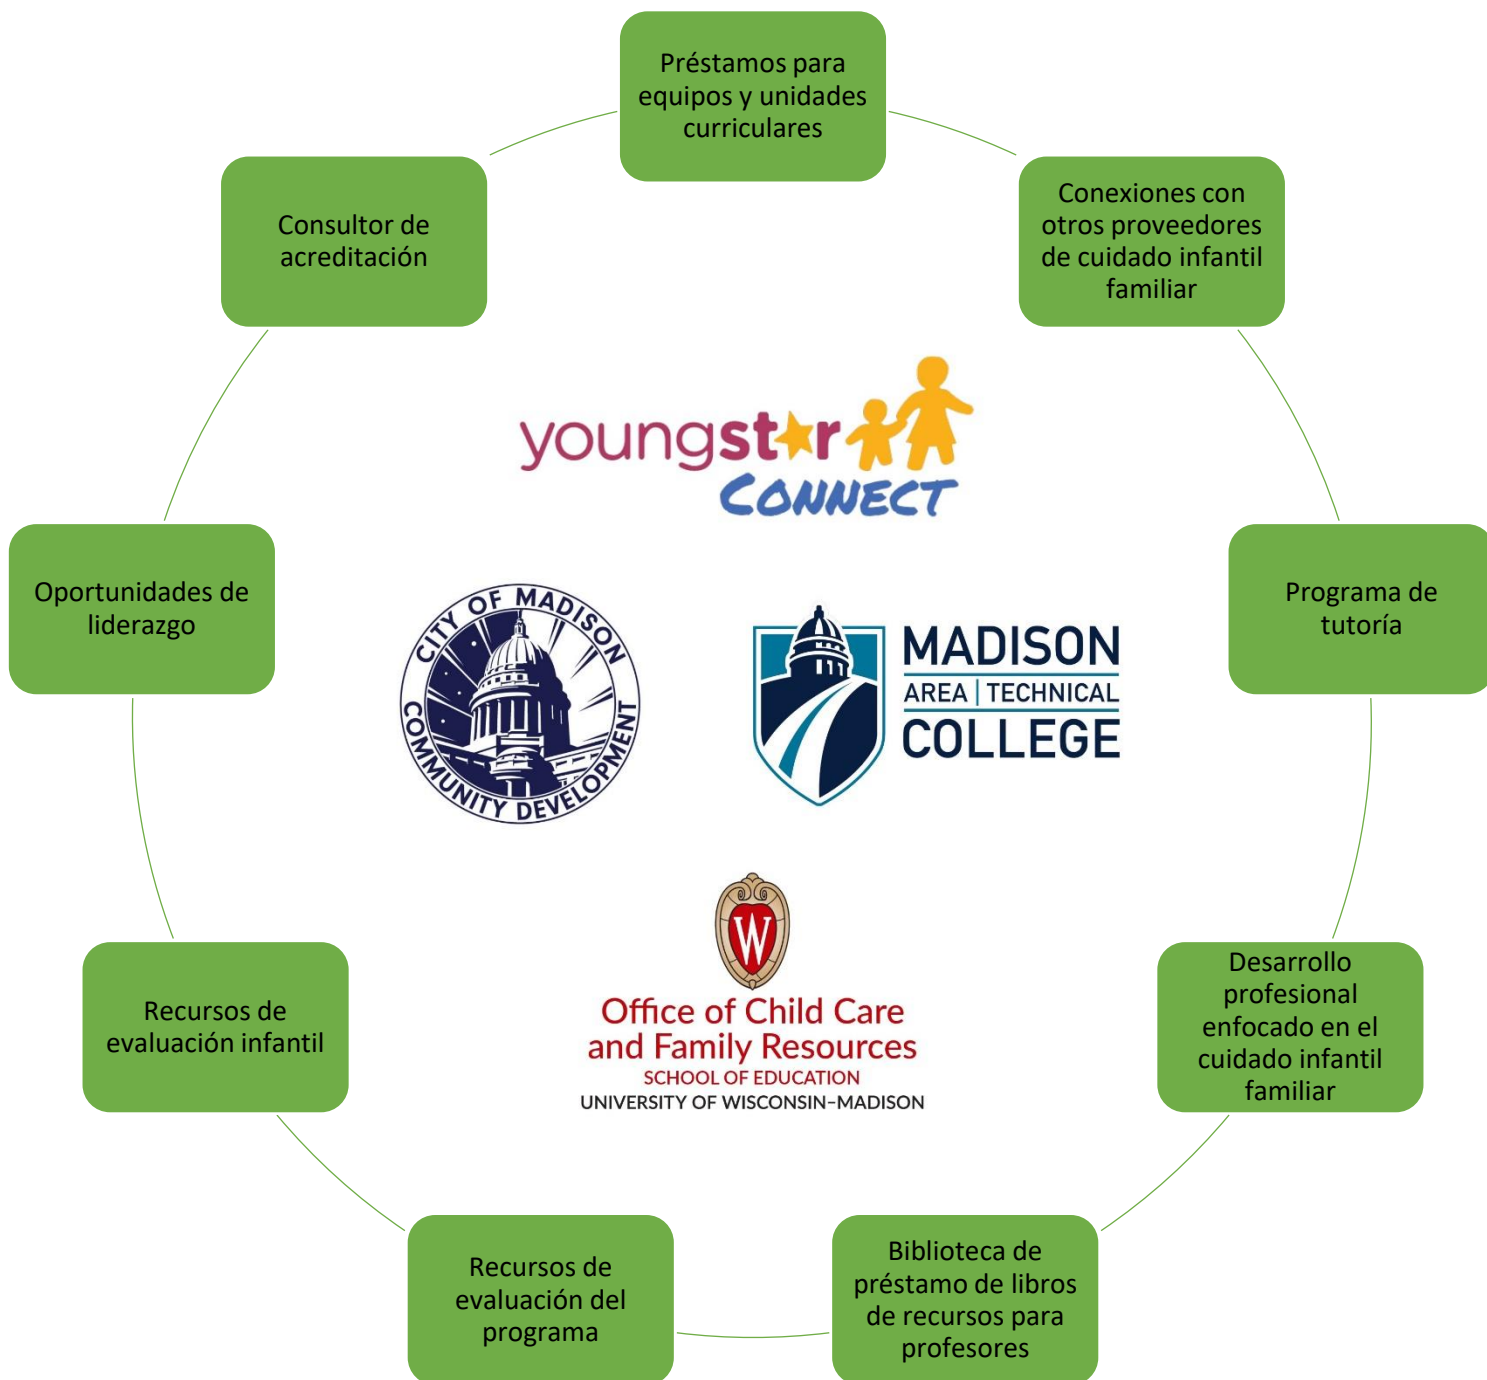 Préstamos para
equipos y unidades
curriculares
Conexiones con
otros proveedores
de cuidado infantil
familiar
Programa de
tutoría
Desarrollo
profesional
enfocado en el
cuidado infantil
familiar
Biblioteca de
préstamo de libros
de recursos para
profesores
Recursos de
evaluación del
programa
Recursos de
evaluación infantil
Oportunidades de
liderazgo
Consultor de
acreditación
youngstar
CONNECT
CITY OF MADISON
COMMUNITY DEVELOPMENT
MADISON
AREA | TECHNICAL
COLLEGE
W
Office of Child Care
and Family Resources
SCHOOL OF EDUCATION
UNIVERSITY OF WISCONSIN–MADISON